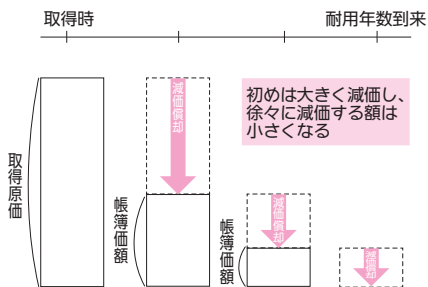 取得時
耐用年数到来
減価償却
初めは大きく減価し、
徐々に減価する額は
小さくなる
取得原価
帳簿価額
減価償却
帳簿価額
減価償却